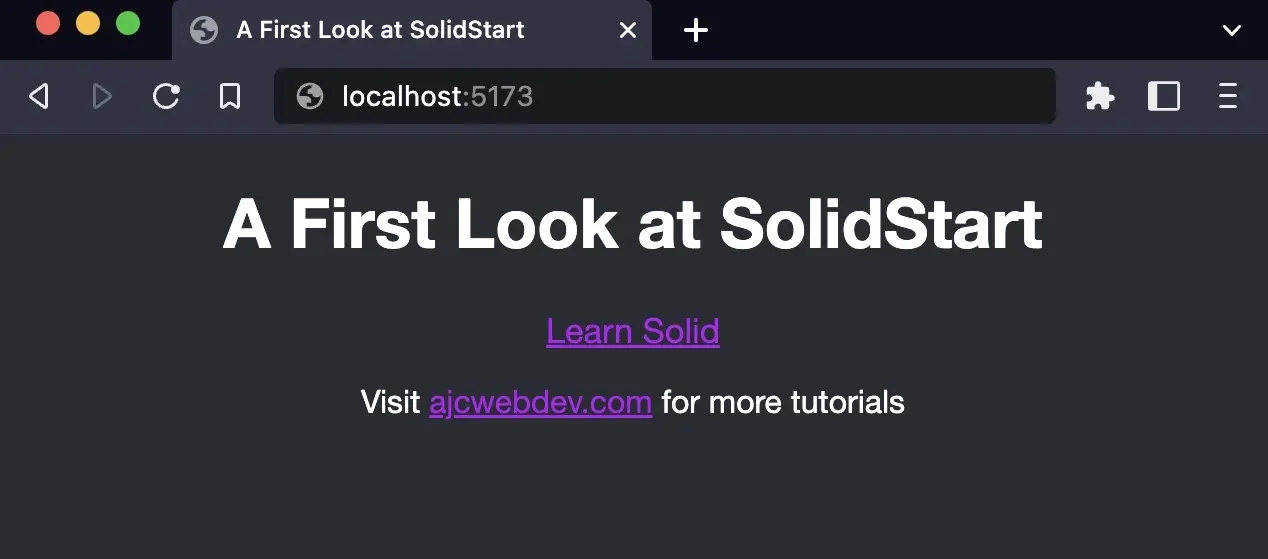 A First Look at SolidStart
localhost:5173
A First Look at SolidStart
Learn Solid
Visit ajcwebdev.com for more tutorials